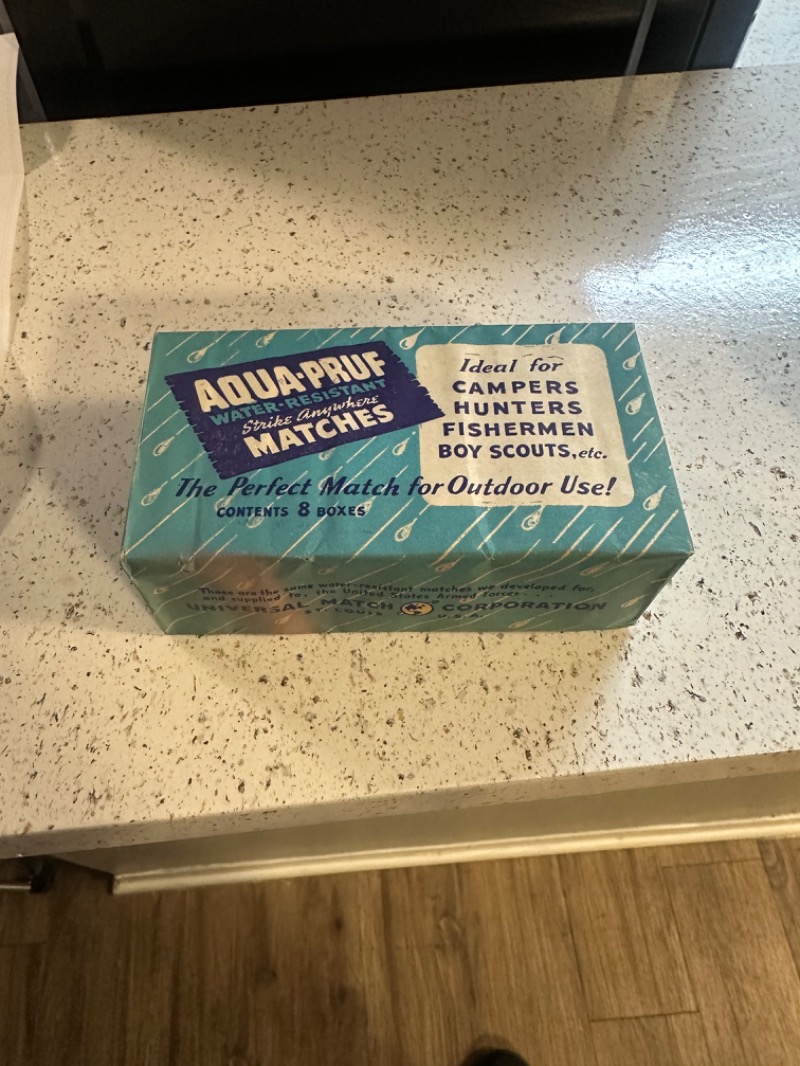 AQUA-PRUF
WATER-RESISTANT
Strike Anywhere
MATCHES
Ideal for
CAMPERS
HUNTERS
FISHERMEN
BOY SCOUTS, etc.
The Perfect Match for Outdoor Use!
CONTENTS 8 BOXES
These are the same water-resistant matches we developed for,
and supplied to, the United States Armed Forces . . .
UNIVERSAL MATCH CORPORATION
ST. LOUIS U.S.A.